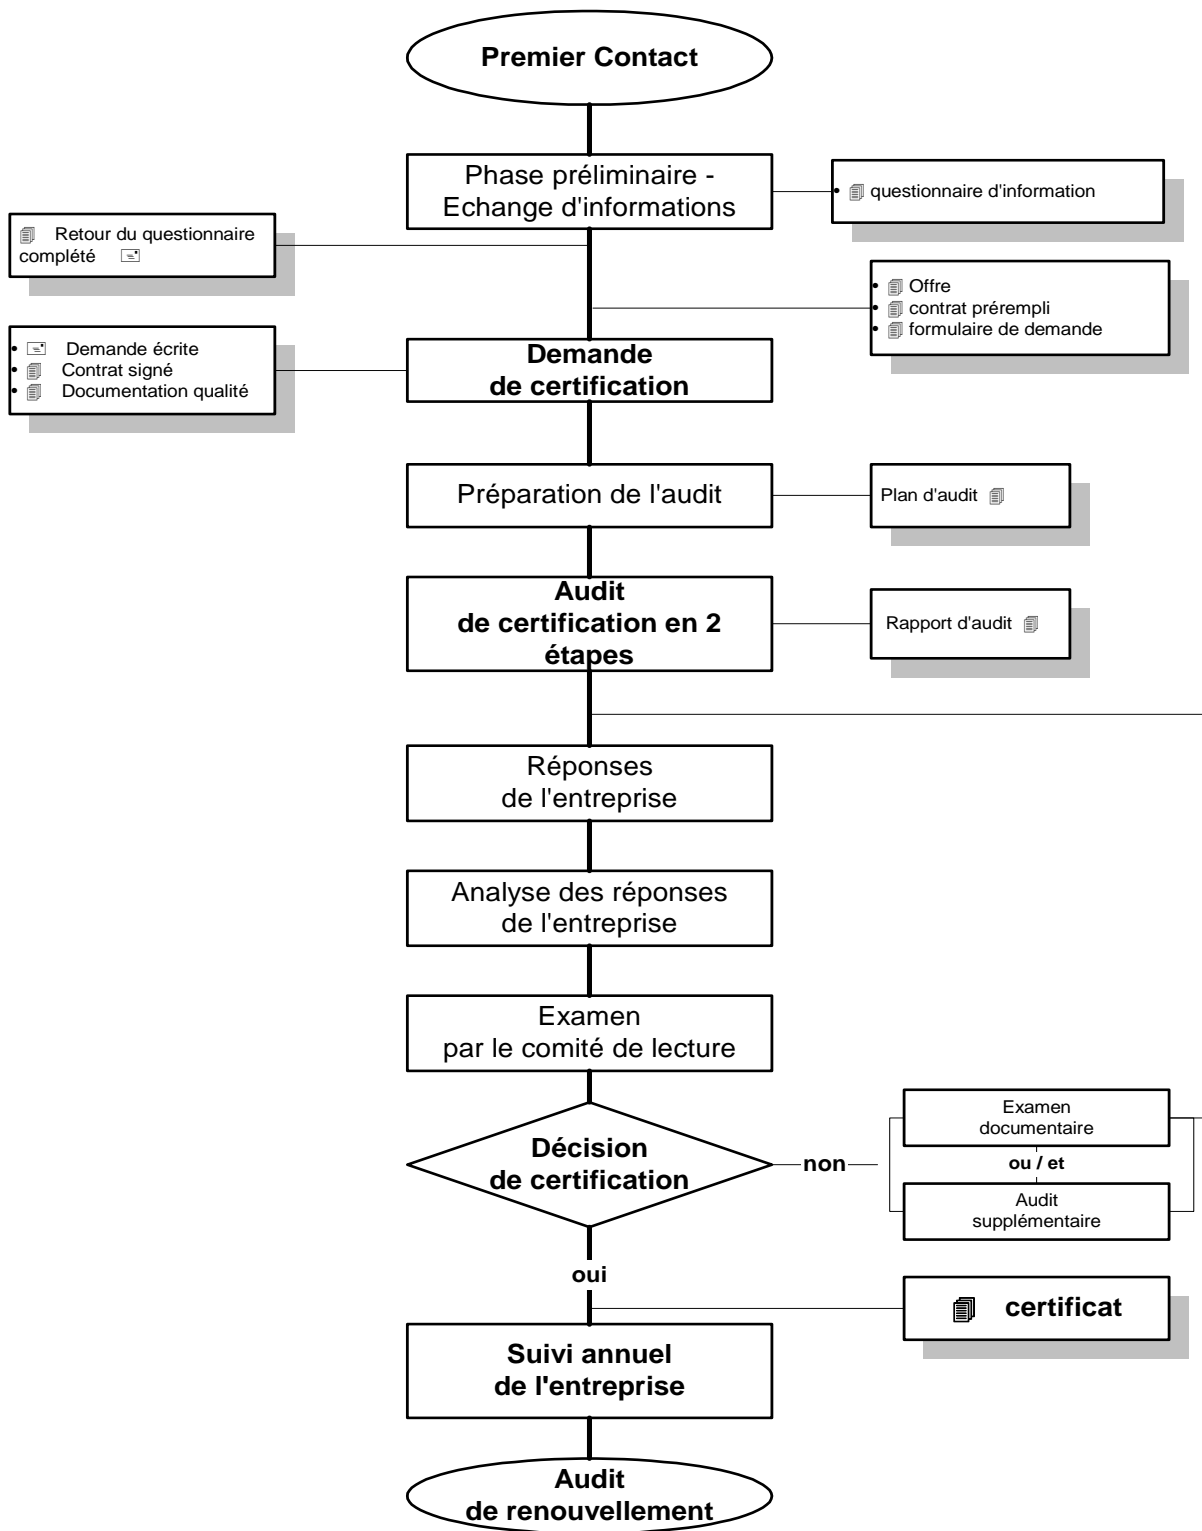 Premier Contact
Phase préliminaire -
Echange d'informations
• questionnaire d'information
Retour du questionnaire
complété
• Offre
• contrat prérempli
• formulaire de demande
• Demande écrite
• Contrat signé
• Documentation qualité
Demande
de certification
Préparation de l'audit
Plan d'audit
Audit
de certification en 2
étapes
Rapport d'audit
Réponses
de l'entreprise
Analyse des réponses
de l'entreprise
Examen
par le comité de lecture
Décision
de certification
non
Examen
documentaire
ou / et
Audit
supplémentaire
oui
certificat
Suivi annuel
de l'entreprise
Audit
de renouvellement